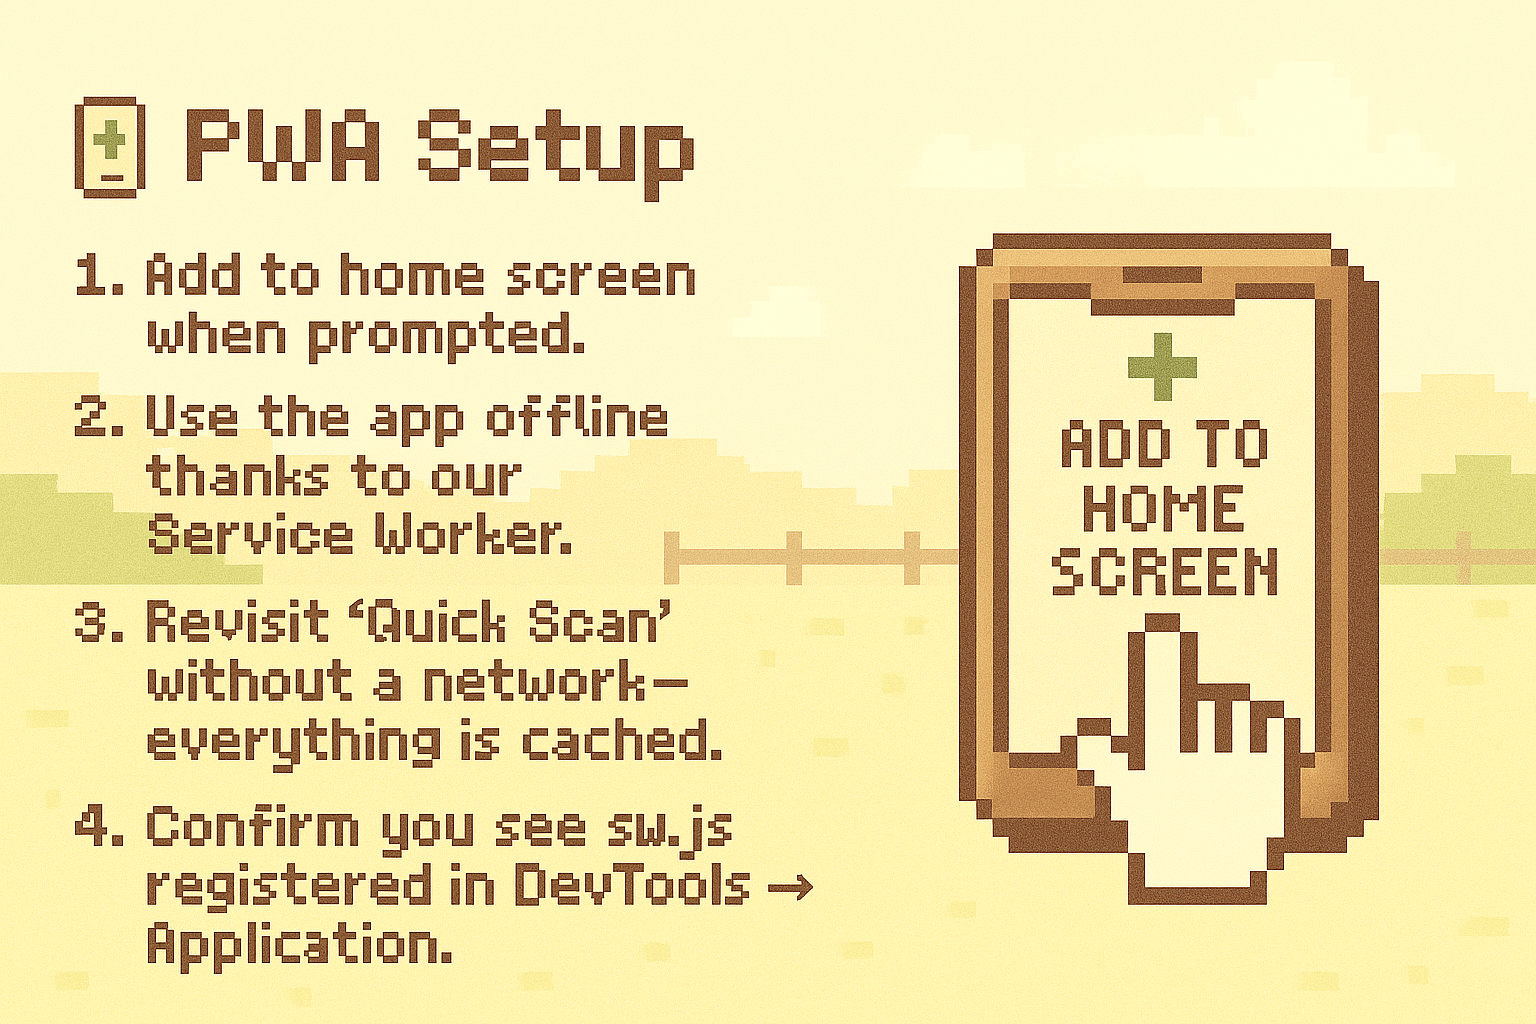 PWA Setup
1. Add to home screen
when prompted.
2. Use the app offline
thanks to our
Service Worker.
3. Revisit ‘Quick Scan’
without a network—
everything is cached.
4. Confirm you see sw.js
registered in DevTools →
Application.
ADD TO
HOME
SCREEN